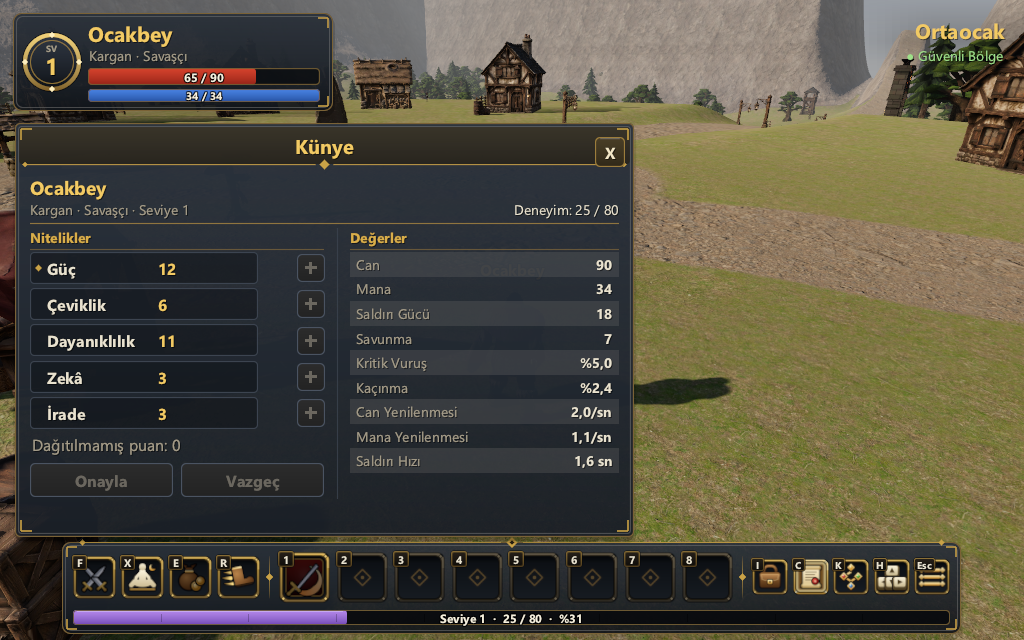 SV
1
Ocakbey
Kargan · Savaşçı
65 / 90
34 / 34
Ortaocak
Güvenli Bölge
Künye
X
Ocakbey
Kargan · Savaşçı · Seviye 1
Deneyim: 25 / 80
Nitelikler
Güç 12 +
Çeviklik 6 +
Dayanıklılık 11 +
Zekâ 3 +
İrade 3 +
Dağıtılmamış puan: 0
Onayla Vazgeç
Değerler
Can 90
Mana 34
Saldırı Gücü 18
Savunma 7
Kritik Vuruş %5,0
Kaçınma %2,4
Can Yenilenmesi 2,0/sn
Mana Yenilenmesi 1,1/sn
Saldırı Hızı 1,6 sn
Ocakbey
F X E R 1 2 3 4 5 6 7 8 I C K H Esc
Seviye 1 · 25 / 80 · %31